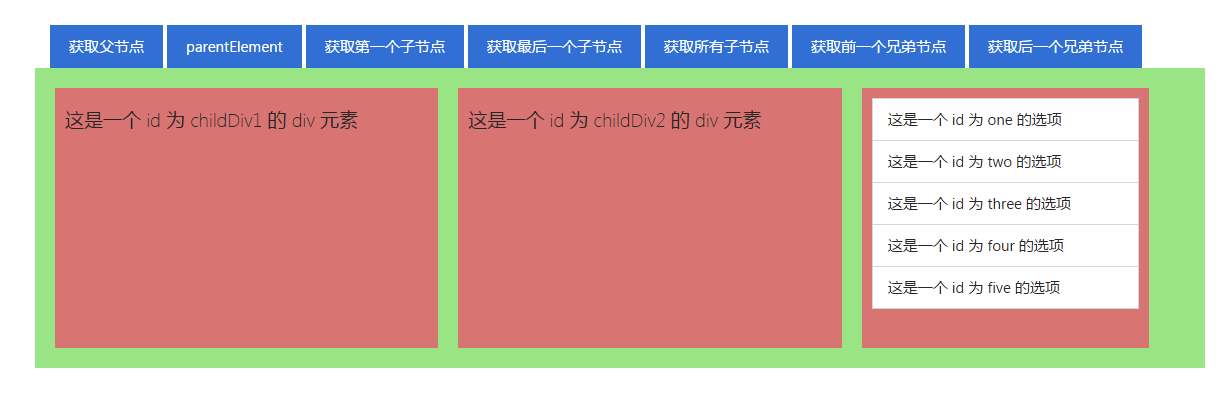 获取父节点
parentElement
获取第一个子节点
获取最后一个子节点
获取所有子节点
获取前一个兄弟节点
获取后一个兄弟节点
这是一个 id 为 childDiv1 的 div 元素
这是一个 id 为 childDiv2 的 div 元素
这是一个 id 为 one 的选项
这是一个 id 为 two 的选项
这是一个 id 为 three 的选项
这是一个 id 为 four 的选项
这是一个 id 为 five 的选项